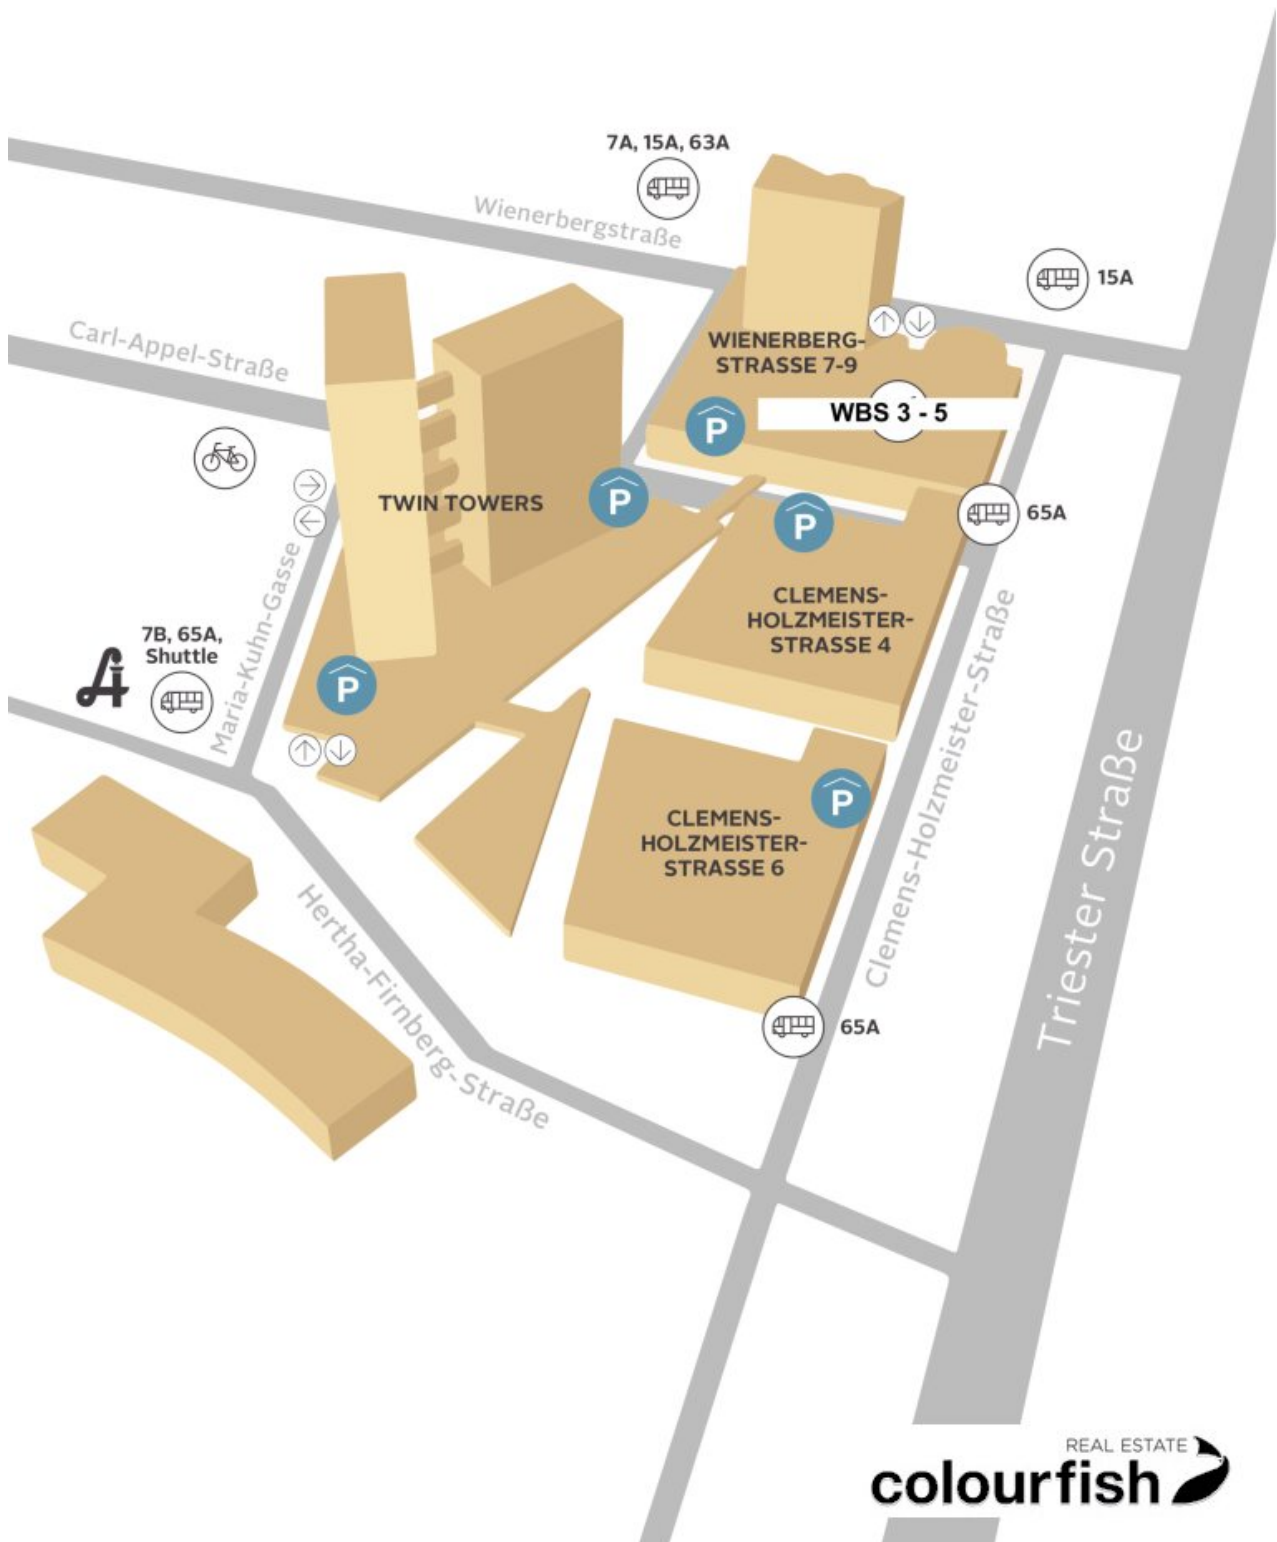 7A, 15A, 63A
Wienerbergstraße
15A
Carl-Appel-Straße
WIENERBERG-
STRASSE 7-9
WBS 3 - 5
P
TWIN TOWERS
P
P
65A
CLEMENS-
HOLZMEISTER-
STRASSE 4
Maria-Kuhn-Gasse
7B, 65A,
Shuttle
P
Clemens-Holzmeister-Straße
Triester Straße
P
CLEMENS-
HOLZMEISTER-
STRASSE 6
Hertha-Firnberg-Straße
65A
REAL ESTATE
colourfish